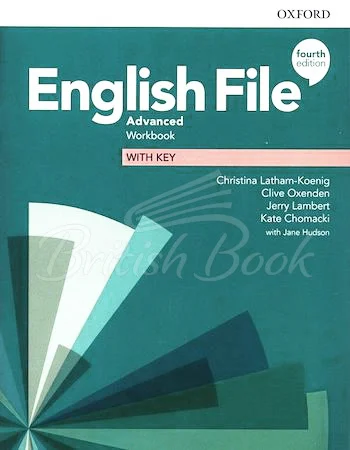 OXFORD
fourth
edition
English File
Advanced
Workbook
WITH KEY
Christina Latham-Koenig
Clive Oxenden
Jerry Lambert
Kate Chomacki
with Jane Hudson
British Book